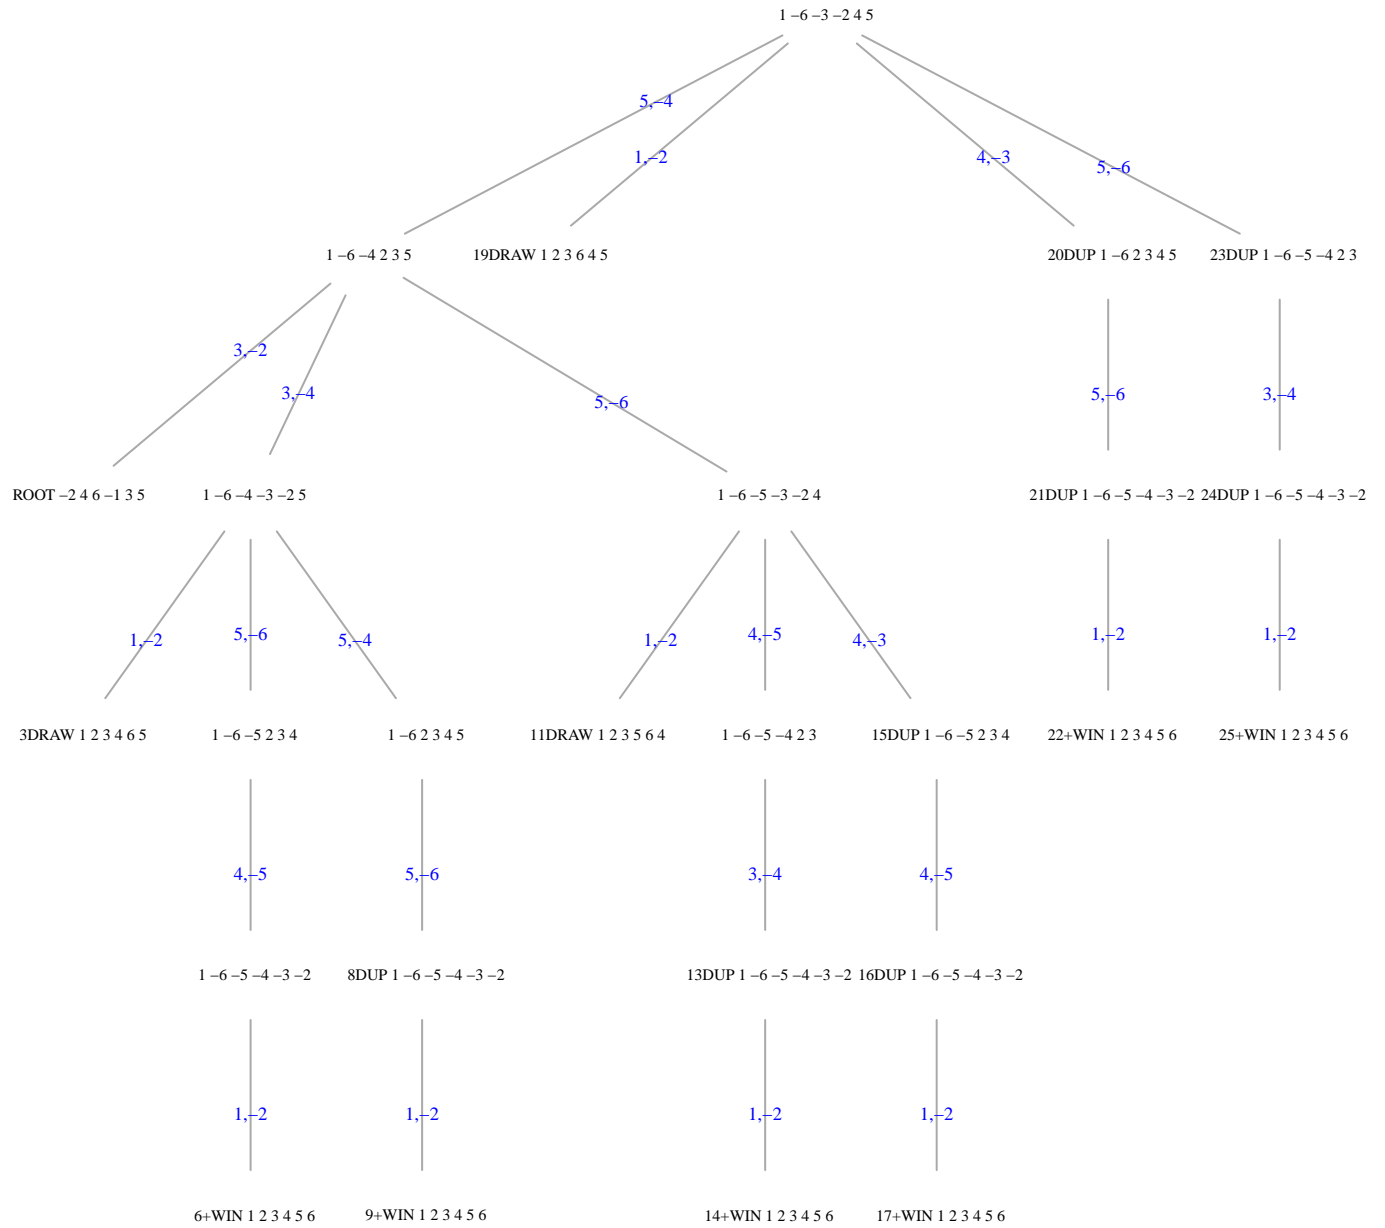 1 –6 –3 –2 4 5
5,–4
1,–2
4,–3
5,–6
1 –6 –4 2 3 5
19DRAW 1 2 3 6 4 5
20DUP 1 –6 2 3 4 5
23DUP 1 –6 –5 –4 2 3
3,–2
3,–4
5,–6
5,–6
3,–4
ROOT –2 4 6 –1 3 5
1 –6 –4 –3 –2 5
1 –6 –5 –3 –2 4
21DUP 1 –6 –5 –4 –3 –2
24DUP 1 –6 –5 –4 –3 –2
1,–2
5,–6
5,–4
1,–2
4,–5
4,–3
1,–2
1,–2
3DRAW 1 2 3 4 6 5
1 –6 –5 2 3 4
1 –6 2 3 4 5
11DRAW 1 2 3 5 6 4
1 –6 –5 –4 2 3
15DUP 1 –6 –5 2 3 4
22+WIN 1 2 3 4 5 6
25+WIN 1 2 3 4 5 6
4,–5
5,–6
3,–4
4,–5
1 –6 –5 –4 –3 –2
8DUP 1 –6 –5 –4 –3 –2
13DUP 1 –6 –5 –4 –3 –2
16DUP 1 –6 –5 –4 –3 –2
1,–2
1,–2
1,–2
1,–2
6+WIN 1 2 3 4 5 6
9+WIN 1 2 3 4 5 6
14+WIN 1 2 3 4 5 6
17+WIN 1 2 3 4 5 6